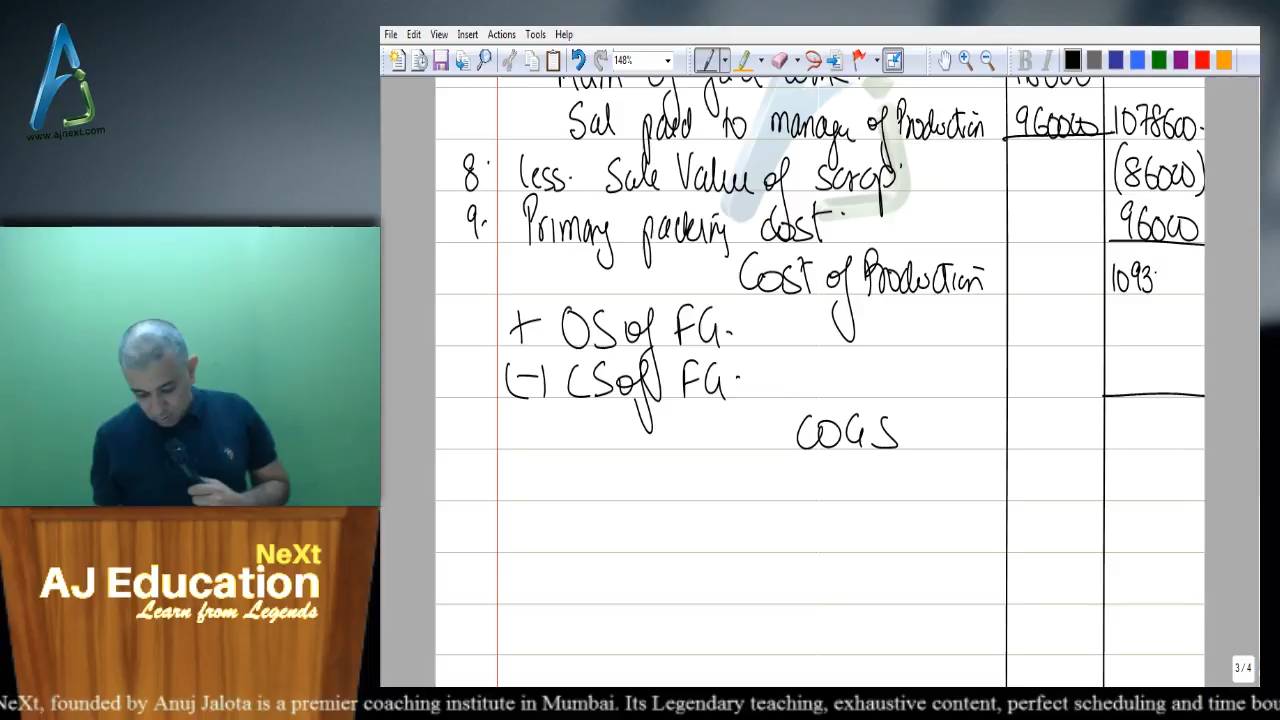 File Edit View Insert Actions Tools Help
148%
B I
www.ajnext.com
Sal paid to manager of Production 960000 1078600.
8. less. Sale Value of scrap. (86000)
9. Primary packing cost. 96000
Cost of Production 1093.
+ OS of FG.
(-) CS of FG.
COGS
NeXt
AJ Education
Learn from Legends
3 / 4
NeXt, founded by Anuj Jalota is a premier coaching institute in Mumbai. Its Legendary teaching, exhaustive content, perfect scheduling and time bou